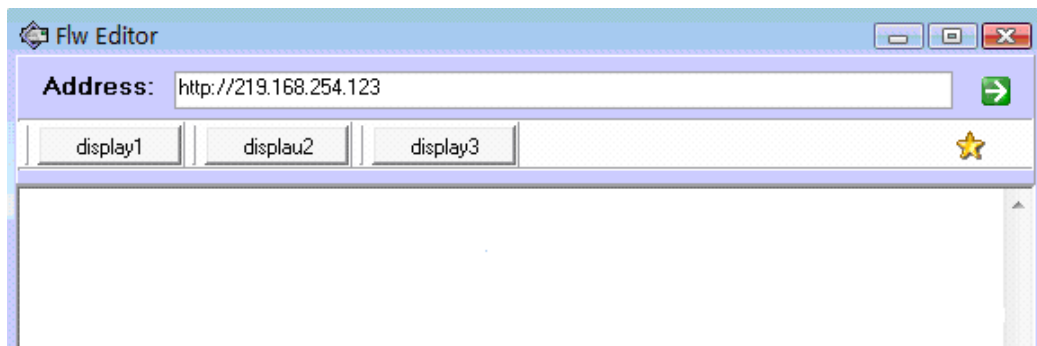 Flw Editor
Address: http://219.168.254.123
display1 displau2 display3